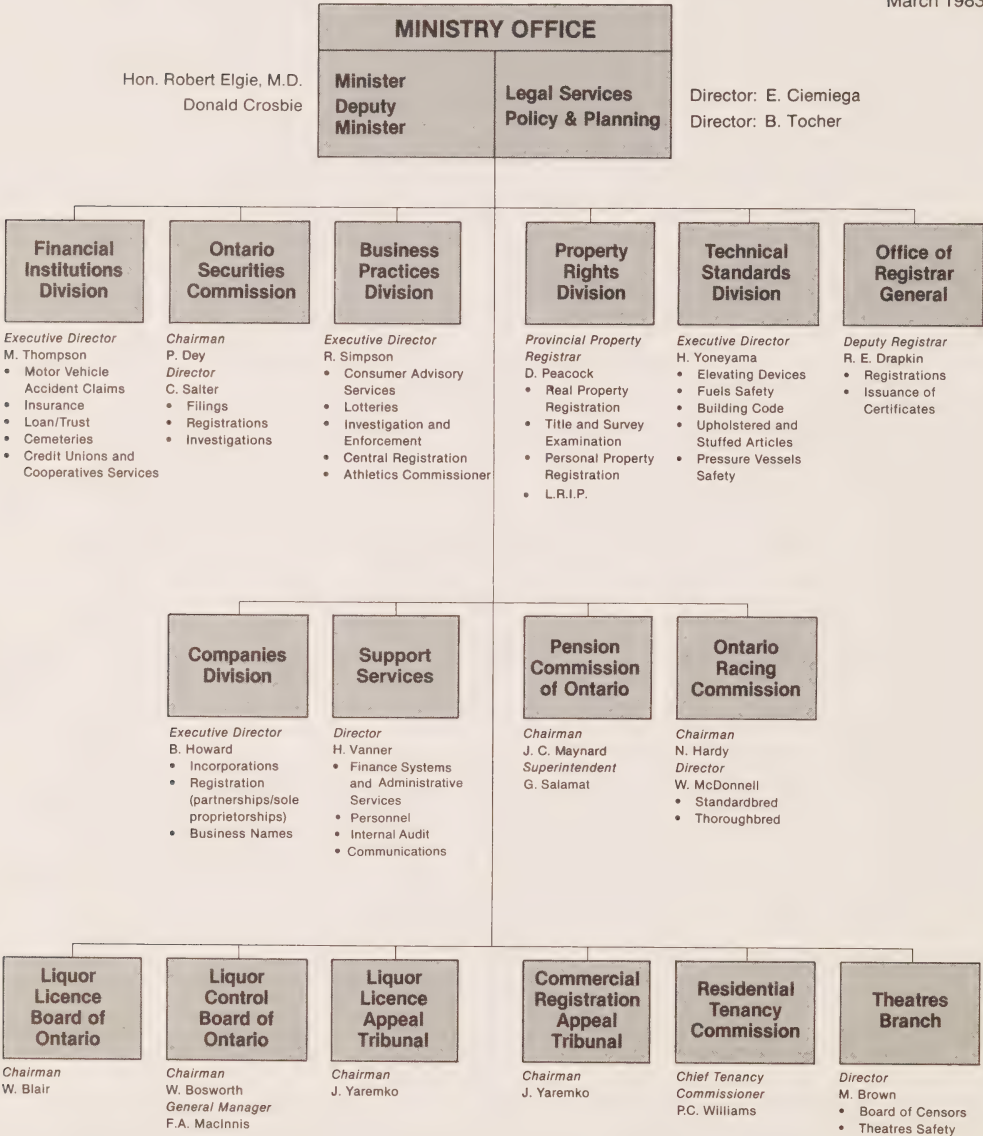 March 1983
MINISTRY OFFICE
Hon. Robert Elgie, M.D.
Donald Crosbie
Minister
Deputy
Minister
Legal Services
Policy & Planning
Director: E. Ciemiega
Director: B. Tocher
Financial
Institutions
Division
Executive Director
M. Thompson
• Motor Vehicle
Accident Claims
• Insurance
• Loan/Trust
• Cemeteries
• Credit Unions and
Cooperatives Services
Ontario
Securities
Commission
Chairman
P. Dey
Director
C. Salter
• Filings
• Registrations
• Investigations
Business
Practices
Division
Executive Director
R. Simpson
• Consumer Advisory
Services
• Lotteries
• Investigation and
Enforcement
• Central Registration
• Athletics Commissioner
Property
Rights
Division
Provincial Property
Registrar
D. Peacock
• Real Property
Registration
• Title and Survey
Examination
• Personal Property
Registration
• L.R.I.P.
Technical
Standards
Division
Executive Director
H. Yoneyama
• Elevating Devices
• Fuels Safety
• Building Code
• Upholstered and
Stuffed Articles
• Pressure Vessels
Safety
Office of
Registrar
General
Deputy Registrar
R. E. Drapkin
• Registrations
• Issuance of
Certificates
Companies
Division
Executive Director
B. Howard
• Incorporations
• Registration
(partnerships/sole
proprietorships)
• Business Names
Support
Services
Director
H. Vanner
• Finance Systems
and Administrative
Services
• Personnel
• Internal Audit
• Communications
Pension
Commission
of Ontario
Chairman
J. C. Maynard
Superintendent
G. Salamat
Ontario
Racing
Commission
Chairman
N. Hardy
Director
W. McDonnell
• Standardbred
• Thoroughbred
Liquor
Licence
Board of
Ontario
Chairman
W. Blair
Liquor
Control
Board of
Ontario
Chairman
W. Bosworth
General Manager
F.A. MacInnis
Liquor
Licence
Appeal
Tribunal
Chairman
J. Yaremko
Commercial
Registration
Appeal
Tribunal
Chairman
J. Yaremko
Residential
Tenancy
Commission
Chief Tenancy
Commissioner
P.C. Williams
Theatres
Branch
Director
M. Brown
• Board of Censors
• Theatres Safety